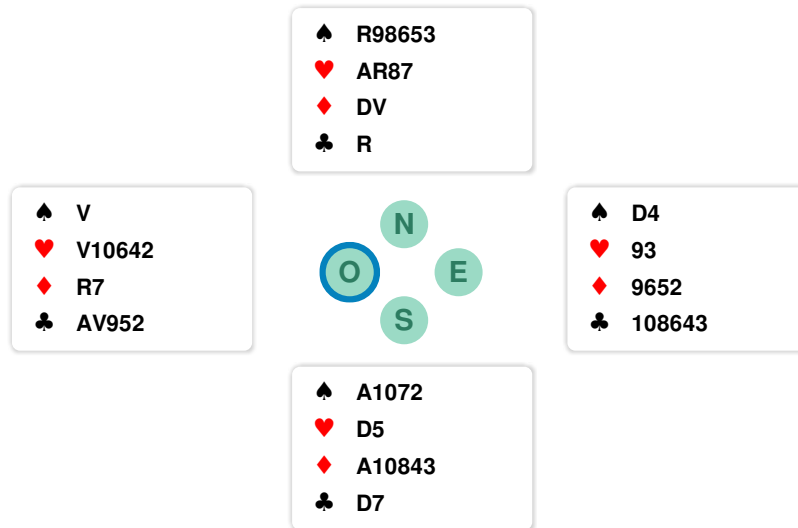 ♠ R98653
♥ AR87
♦ DV
♣ R
♠ V
♥ V10642
♦ R7
♣ AV952
N
O
E
S
♠ D4
♥ 93
♦ 9652
♣ 108643
♠ A1072
♥ D5
♦ A10843
♣ D7